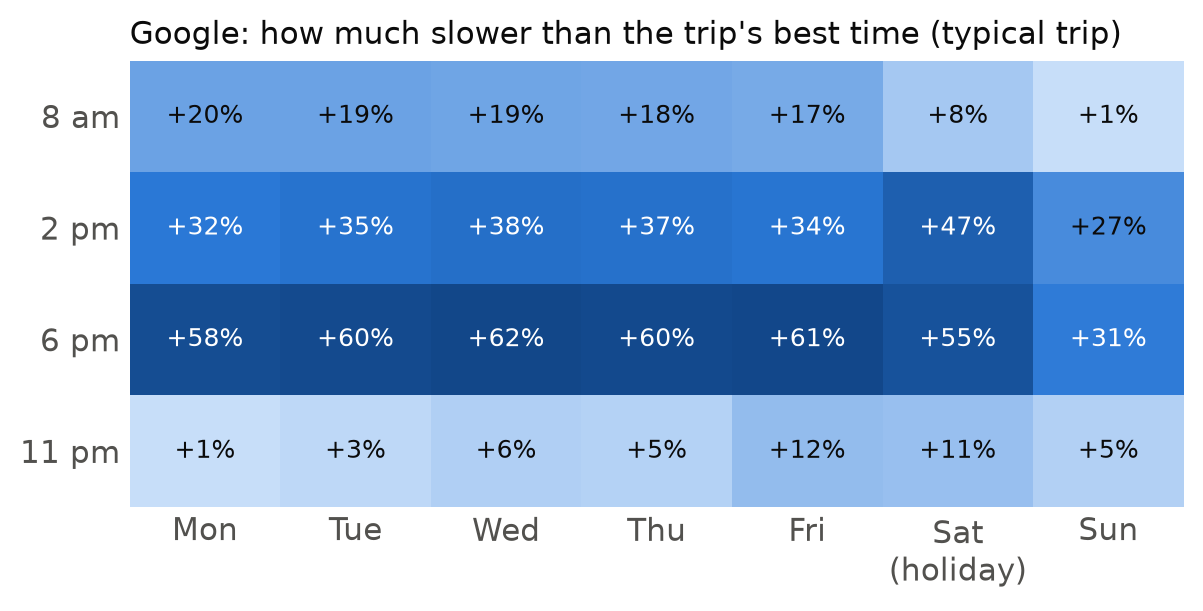 Google: how much slower than the trip's best time (typical trip)
8 am +20% +19% +19% +18% +17% +8% +1%
2 pm +32% +35% +38% +37% +34% +47% +27%
6 pm +58% +60% +62% +60% +61% +55% +31%
11 pm +1% +3% +6% +5% +12% +11% +5%
Mon Tue Wed Thu Fri Sat Sun
(holiday)